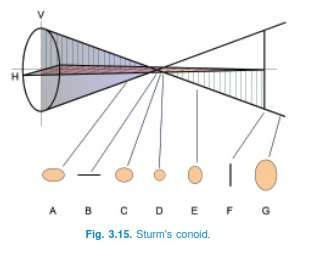 V
H
A B C D E F G
Fig. 3.15. Sturm's conoid.